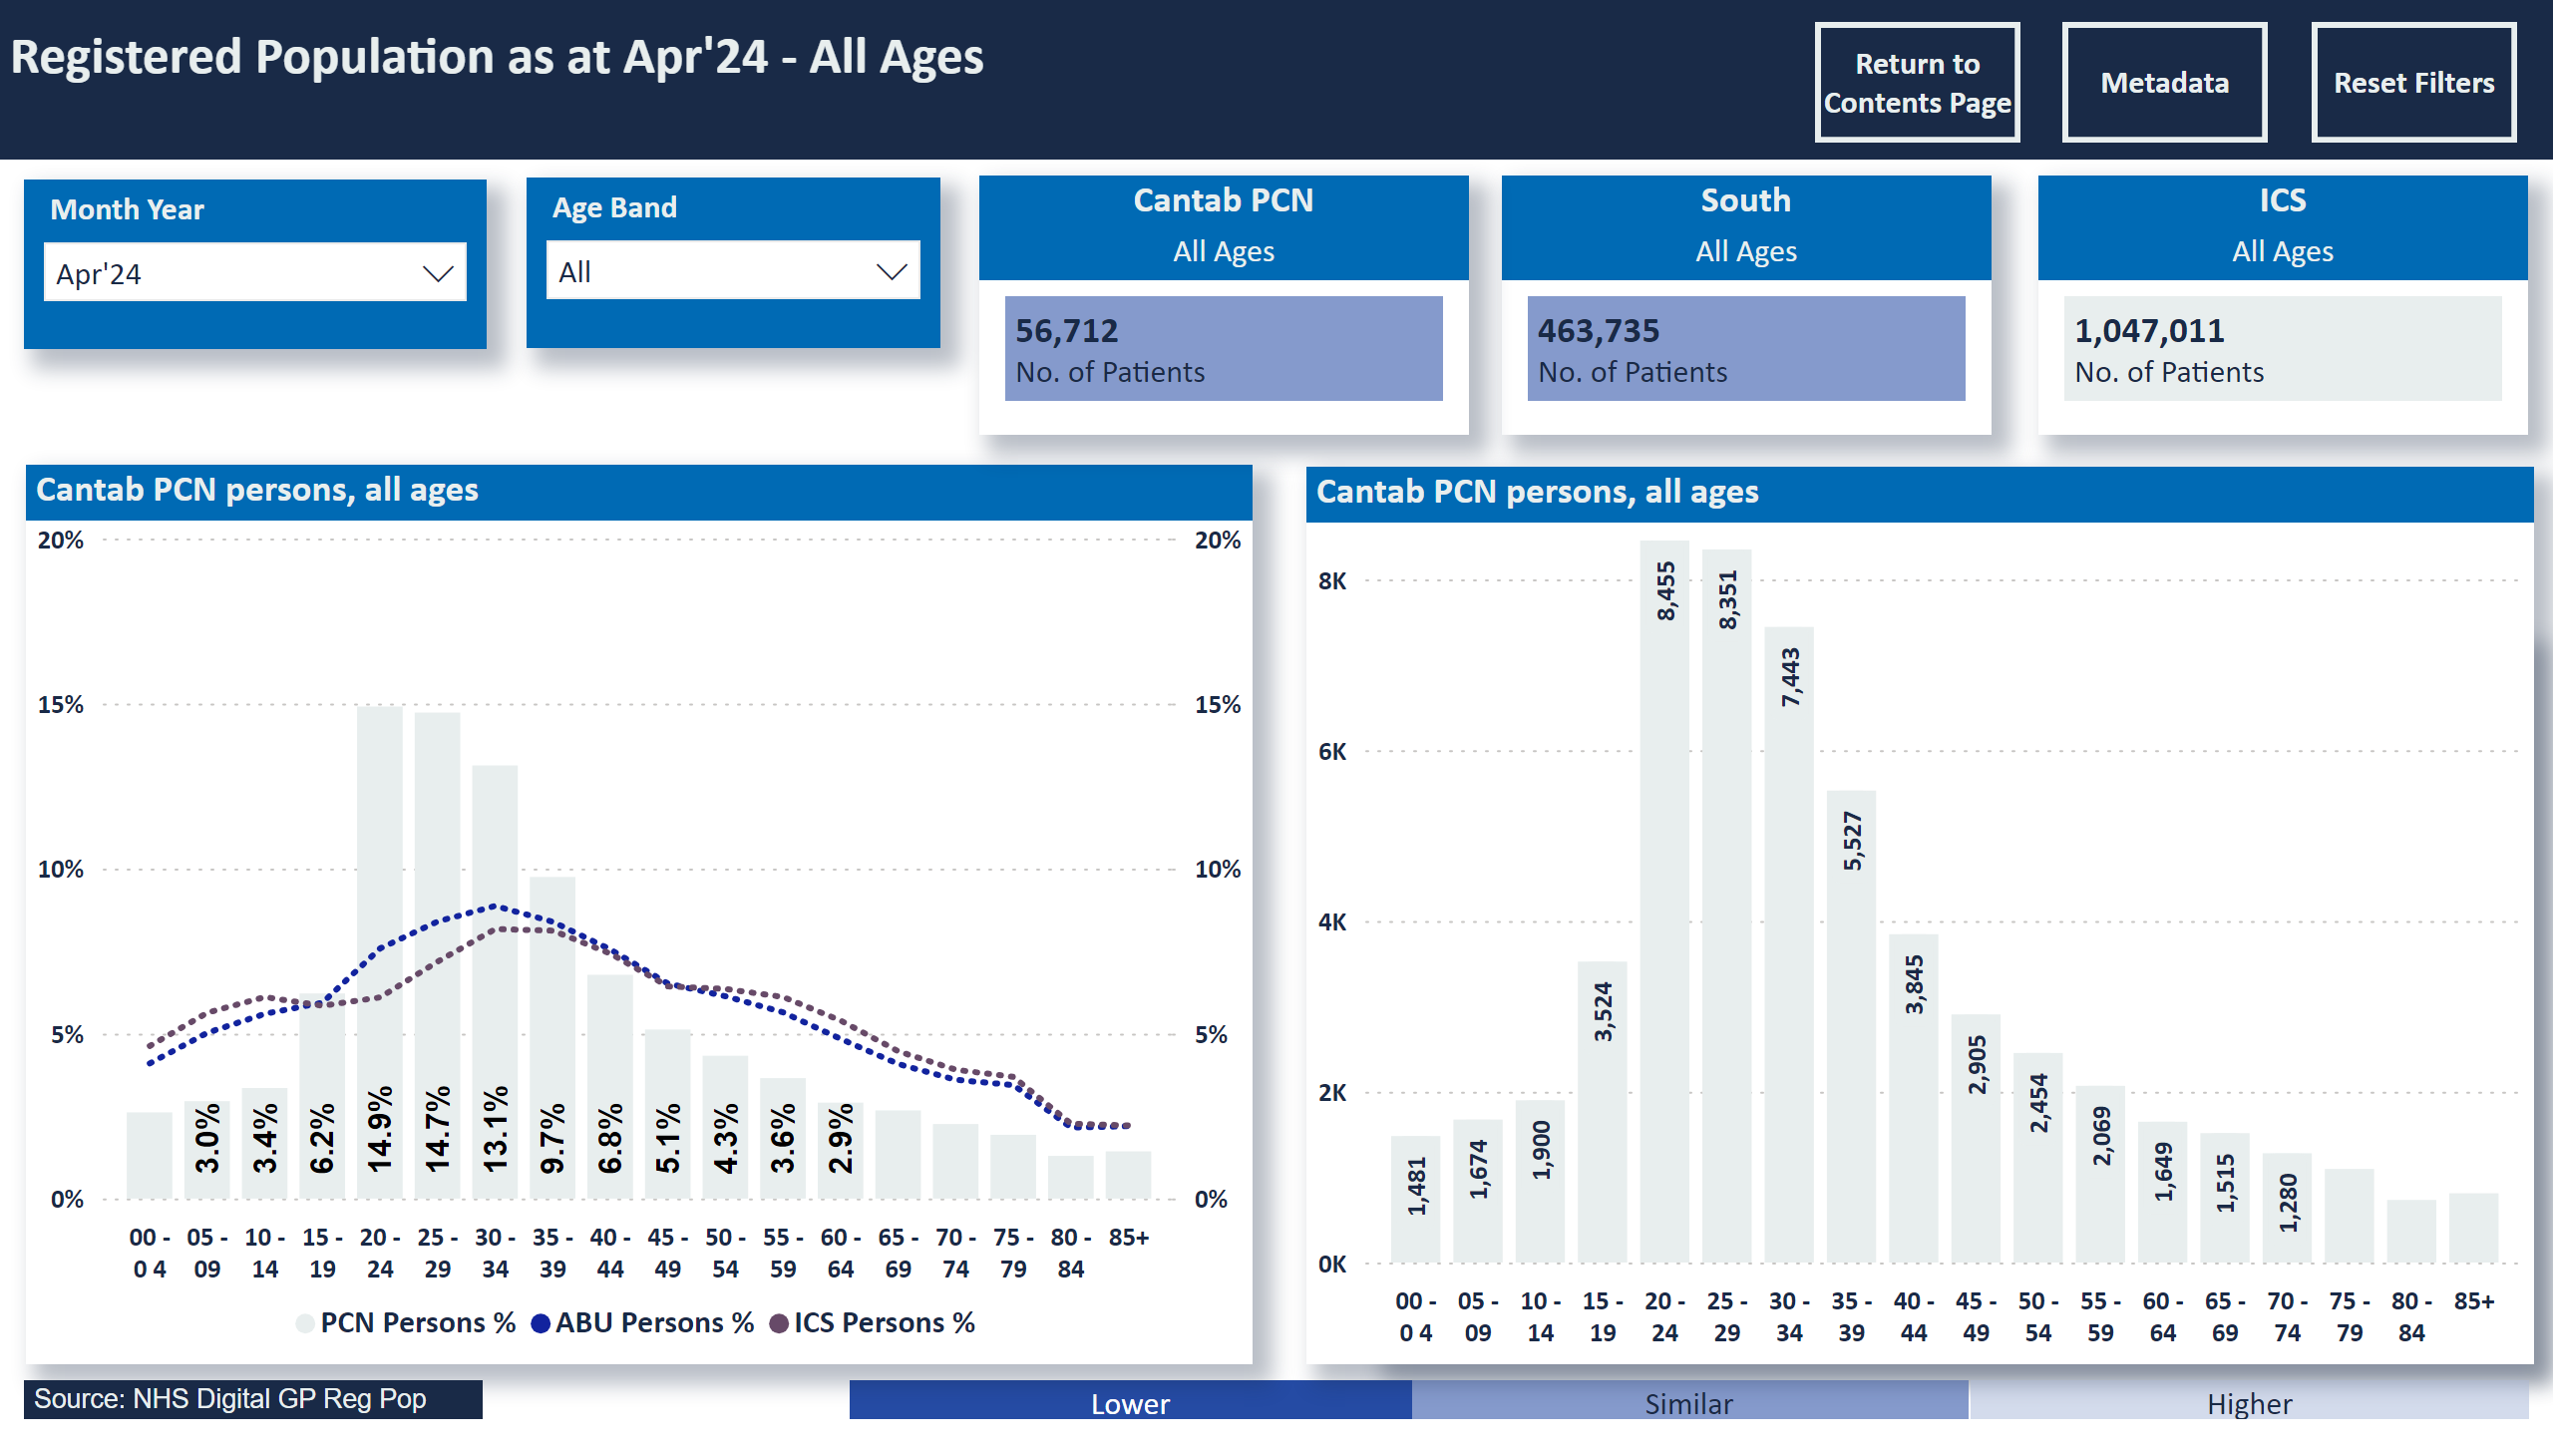 Registered Population as at Apr'24 - All Ages
Return to
Contents Page
Metadata
Reset Filters
Month Year
Apr'24
Age Band
All
Cantab PCN
All Ages
56,712
No. of Patients
South
All Ages
463,735
No. of Patients
ICS
All Ages
1,047,011
No. of Patients
Cantab PCN persons, all ages
20%
20%
15%
15%
10%
10%
5%
5%
0%
0%
3.0%
3.4%
6.2%
14.9%
14.7%
13.1%
9.7%
6.8%
5.1%
4.3%
3.6%
2.9%
00 - 05 - 10 - 15 - 20 - 25 - 30 - 35 - 40 - 45 - 50 - 55 - 60 - 65 - 70 - 75 - 80 - 85+
0 4 09 14 19 24 29 34 39 44 49 54 59 64 69 74 79 84
PCN Persons % ABU Persons % ICS Persons %
Cantab PCN persons, all ages
8K
6K
4K
2K
0K
1,481
1,674
1,900
3,524
8,455
8,351
7,443
5,527
3,845
2,905
2,454
2,069
1,649
1,515
1,280
00 - 05 - 10 - 15 - 20 - 25 - 30 - 35 - 40 - 45 - 50 - 55 - 60 - 65 - 70 - 75 - 80 - 85+
0 4 09 14 19 24 29 34 39 44 49 54 59 64 69 74 79 84
Source: NHS Digital GP Reg Pop
Lower
Similar
Higher